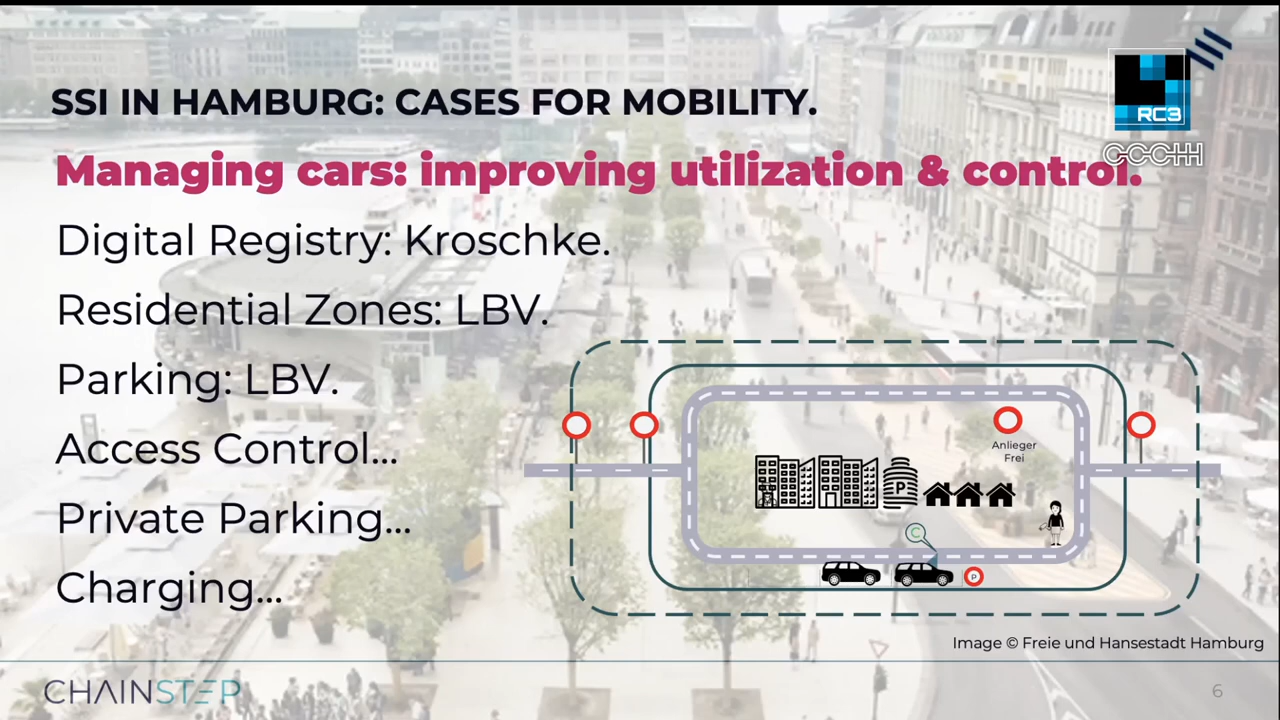 SSI IN HAMBURG: CASES FOR MOBILITY.
RC3
CCCHH
Managing cars: improving utilization & control.
Digital Registry: Kroschke.
Residential Zones: LBV.
Parking: LBV.
Access Control...
Private Parking...
Charging...
Anlieger
Frei
P
C
P
Image © Freie und Hansestadt Hamburg
CHAINSTEP
6